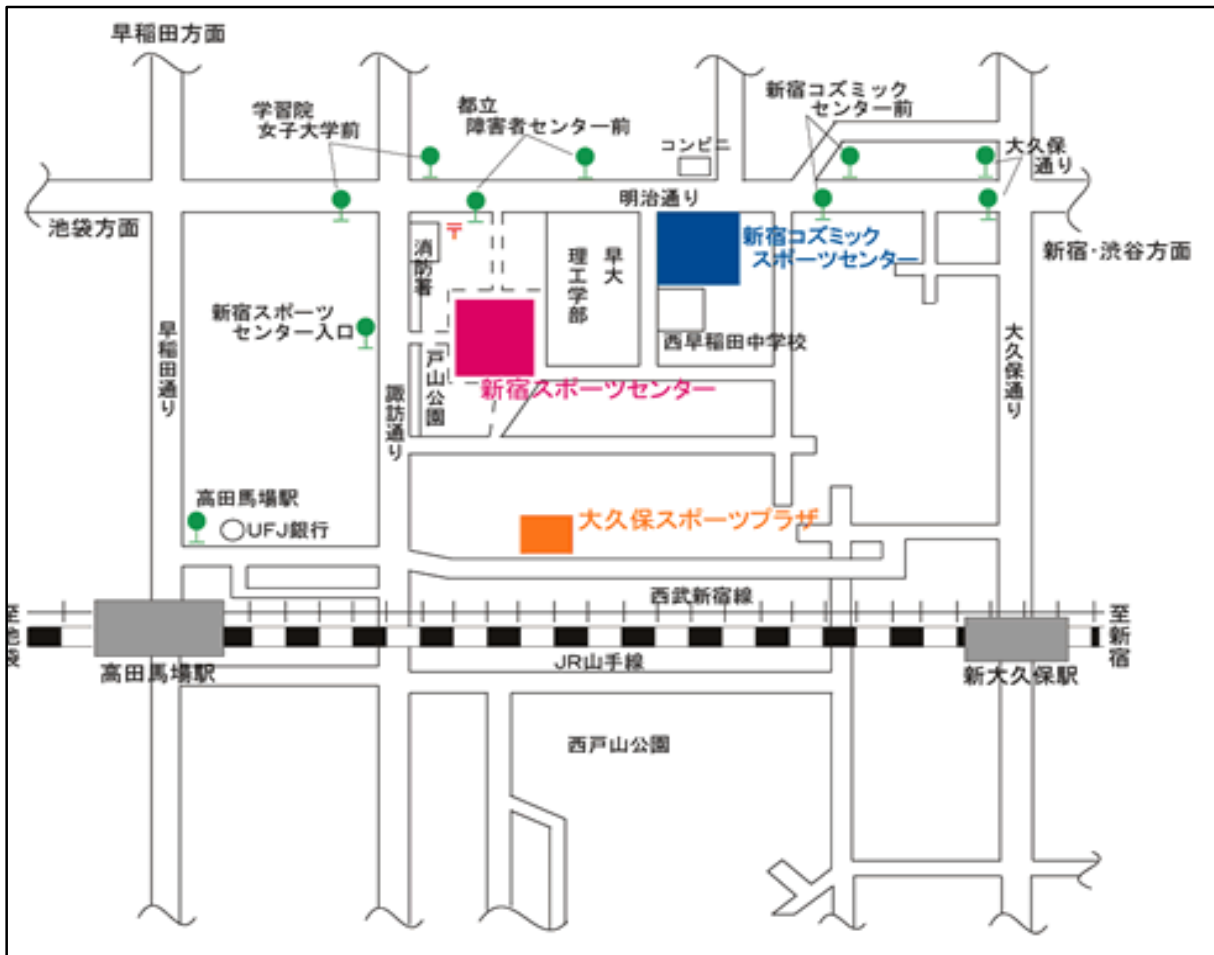 早稲田方面
学習院
女子大学前
都立
障害者センター前
新宿コズミック
センター前
コンビニ
大久保
通り
明治通り
池袋方面
〒
消防署
早大
理工学部
新宿コズミック
スポーツセンター
新宿・渋谷方面
新宿スポーツ
センター入口
西早稲田中学校
早稲田通り
諏訪通り
戸山公園
新宿スポーツセンター
大久保通り
高田馬場駅
UFJ銀行
大久保スポーツプラザ
西武新宿線
至新宿
JR山手線
高田馬場駅
新大久保駅
西戸山公園